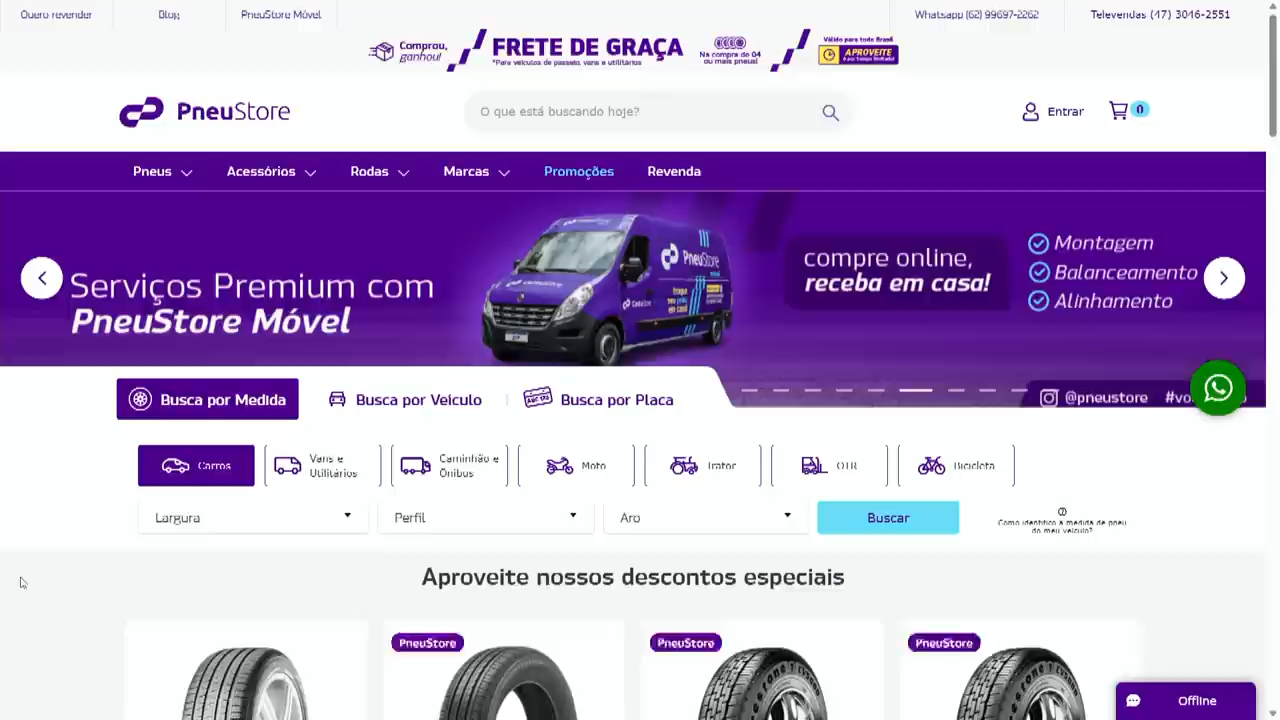 Quero revender
Blog
PneuStore Móvel
Whatsapp (62) 99697-2262
Televendas (47) 3046-2551
Comprou, ganhou!
FRETE DE GRAÇA
*Para veículos de passeio, vans e utilitários
Na compra de 04
ou mais pneus!
Válido para todo Brasil
APROVEITE
é por tempo limitado!
PneuStore
O que está buscando hoje?
Entrar
0
Pneus
Acessórios
Rodas
Marcas
Promoções
Revenda
Serviços Premium com
PneuStore Móvel
PneuStore
compre online,
receba em casa!
Montagem
Balanceamento
Alinhamento
@pneustore
Busca por Medida
Busca por Veículo
Busca por Placa
Carros
Vans e
Utilitários
Caminhão e
Ônibus
Moto
Trator
OTR
Bicicleta
Largura
Perfil
Aro
Buscar
Como identifico a medida de pneu
do meu veículo?
Aproveite nossos descontos especiais
PneuStore
PneuStore
PneuStore
Offline